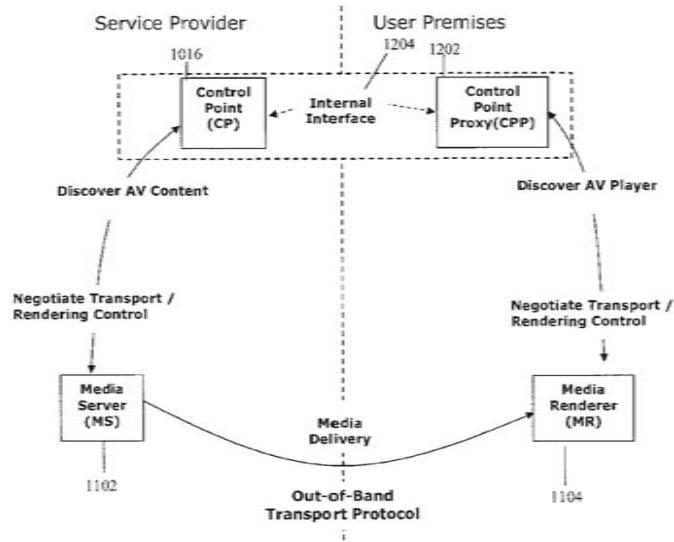 Service Provider
User Premises
1016
1204
1202
Control
Point
(CP)
Internal
Interface
Control
Point
Proxy(CPP)
Discover AV Content
Discover AV Player
Negotiate Transport /
Rendering Control
Negotiate Transport /
Rendering Control
Media
Server
(MS)
Media
Delivery
Media
Renderer
(MR)
1102
1104
Out-of-Band
Transport Protocol